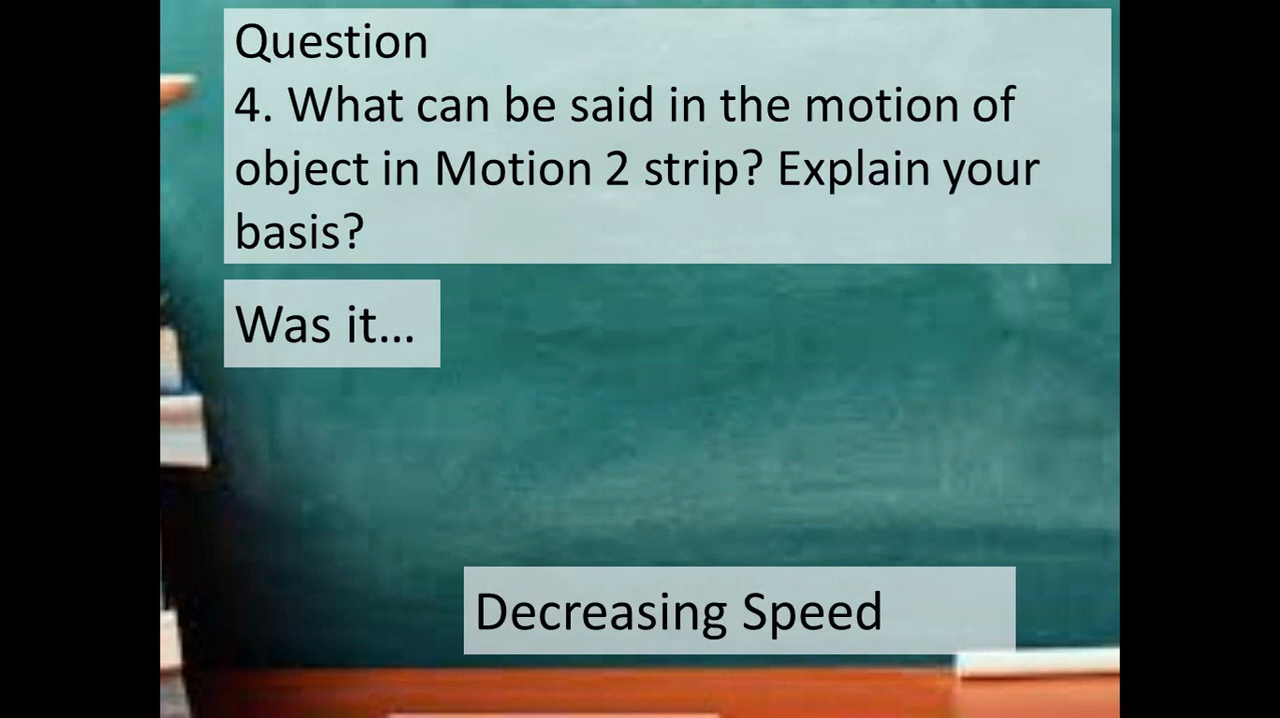 Question
4. What can be said in the motion of
object in Motion 2 strip? Explain your
basis?
Was it...
Decreasing Speed